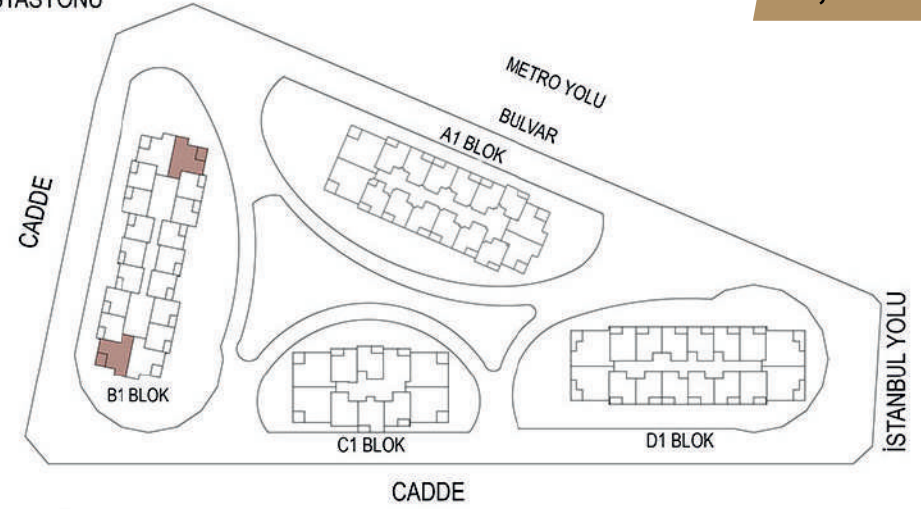 METRO YOLU
BULVAR
A1 BLOK
CADDE
İSTANBUL YOLU
B1 BLOK
C1 BLOK
D1 BLOK
CADDE